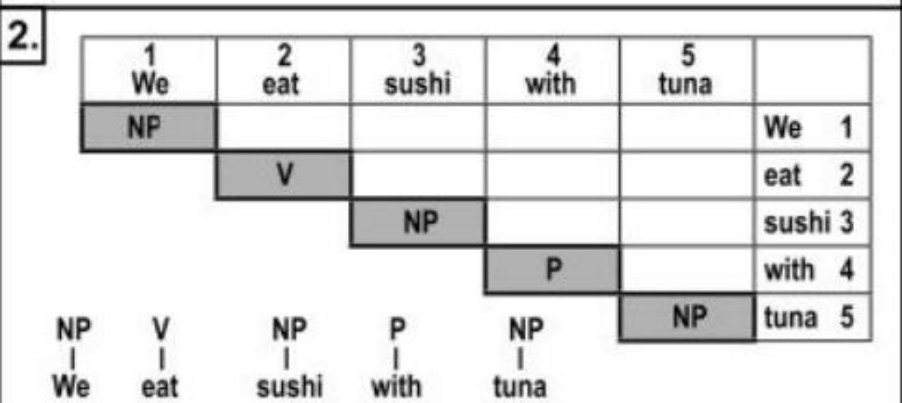 2.
1 2 3 4 5
We eat sushi with tuna
NP We 1
V eat 2
NP sushi 3
P with 4
NP tuna 5
NP V NP P NP
We eat sushi with tuna